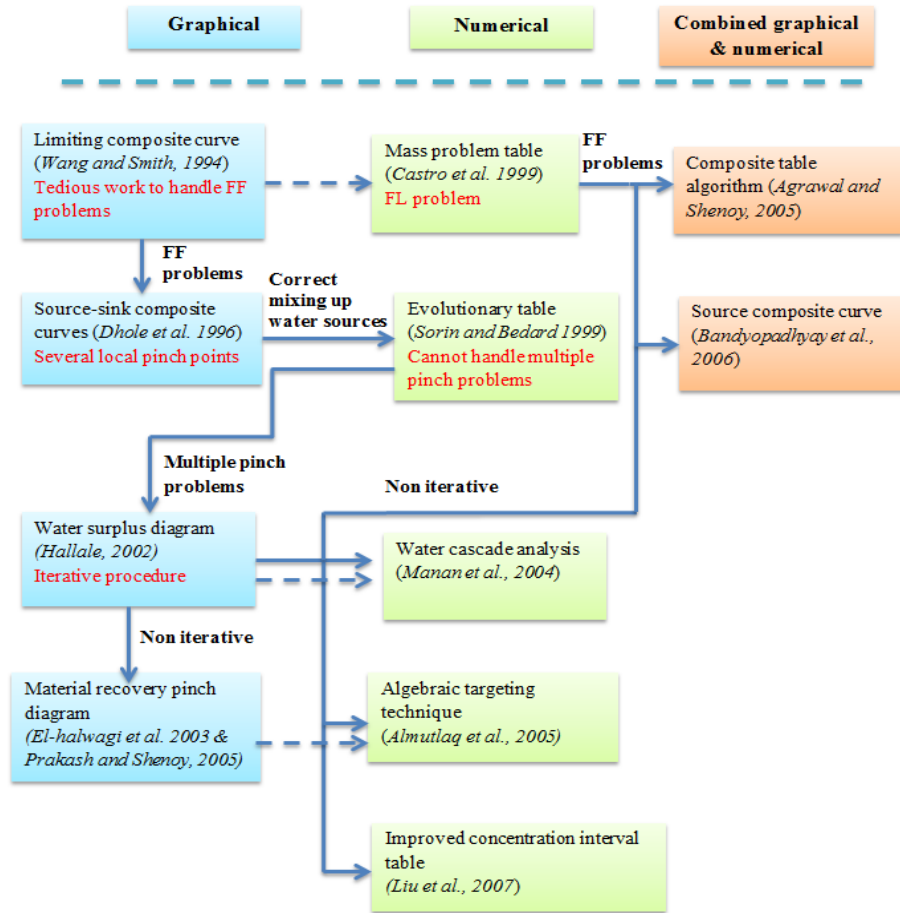 Graphical
Numerical
Combined graphical
& numerical
Limiting composite curve
(Wang and Smith, 1994)
Tedious work to handle FF
problems
Mass problem table
(Castro et al. 1999)
FL problem
FF
problems
Composite table
algorithm (Agrawal and
Shenoy, 2005)
FF
problems
Source-sink composite
curves (Dhole et al. 1996)
Several local pinch points
Correct
mixing up
water sources
Evolutionary table
(Sorin and Bedard 1999)
Cannot handle multiple
pinch problems
Source composite curve
(Bandyopadhyay et al.,
2006)
Multiple pinch
problems
Non iterative
Water surplus diagram
(Hallale, 2002)
Iterative procedure
Water cascade analysis
(Manan et al., 2004)
Non iterative
Material recovery pinch
diagram
(El-halwagi et al. 2003 &
Prakash and Shenoy, 2005)
Algebraic targeting
technique
(Almutlaq et al., 2005)
Improved concentration interval
table
(Liu et al., 2007)